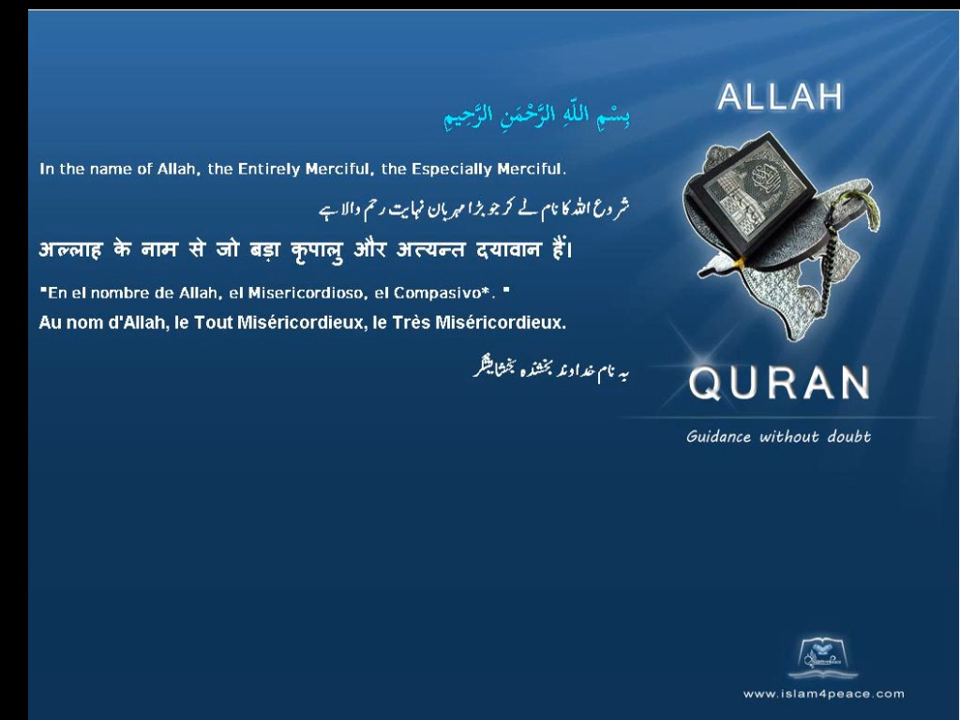 بِسْمِ اللَّهِ الرَّحْمَنِ الرَّحِيمِ
In the name of Allah, the Entirely Merciful, the Especially Merciful.
شروع الله کا نام لے کر جو بڑا مہربان نہایت رحم والا ہے
अल्लाह के नाम से जो बड़ा कृपालु और अत्यन्त दयावान हैं।
"En el nombre de Allah, el Misericordioso, el Compasivo*. "
Au nom d'Allah, le Tout Miséricordieux, le Très Miséricordieux.
به نام خداوند بخشنده بخشایشگر
ALLAH
QURAN
Guidance without doubt
www.islam4peace.com